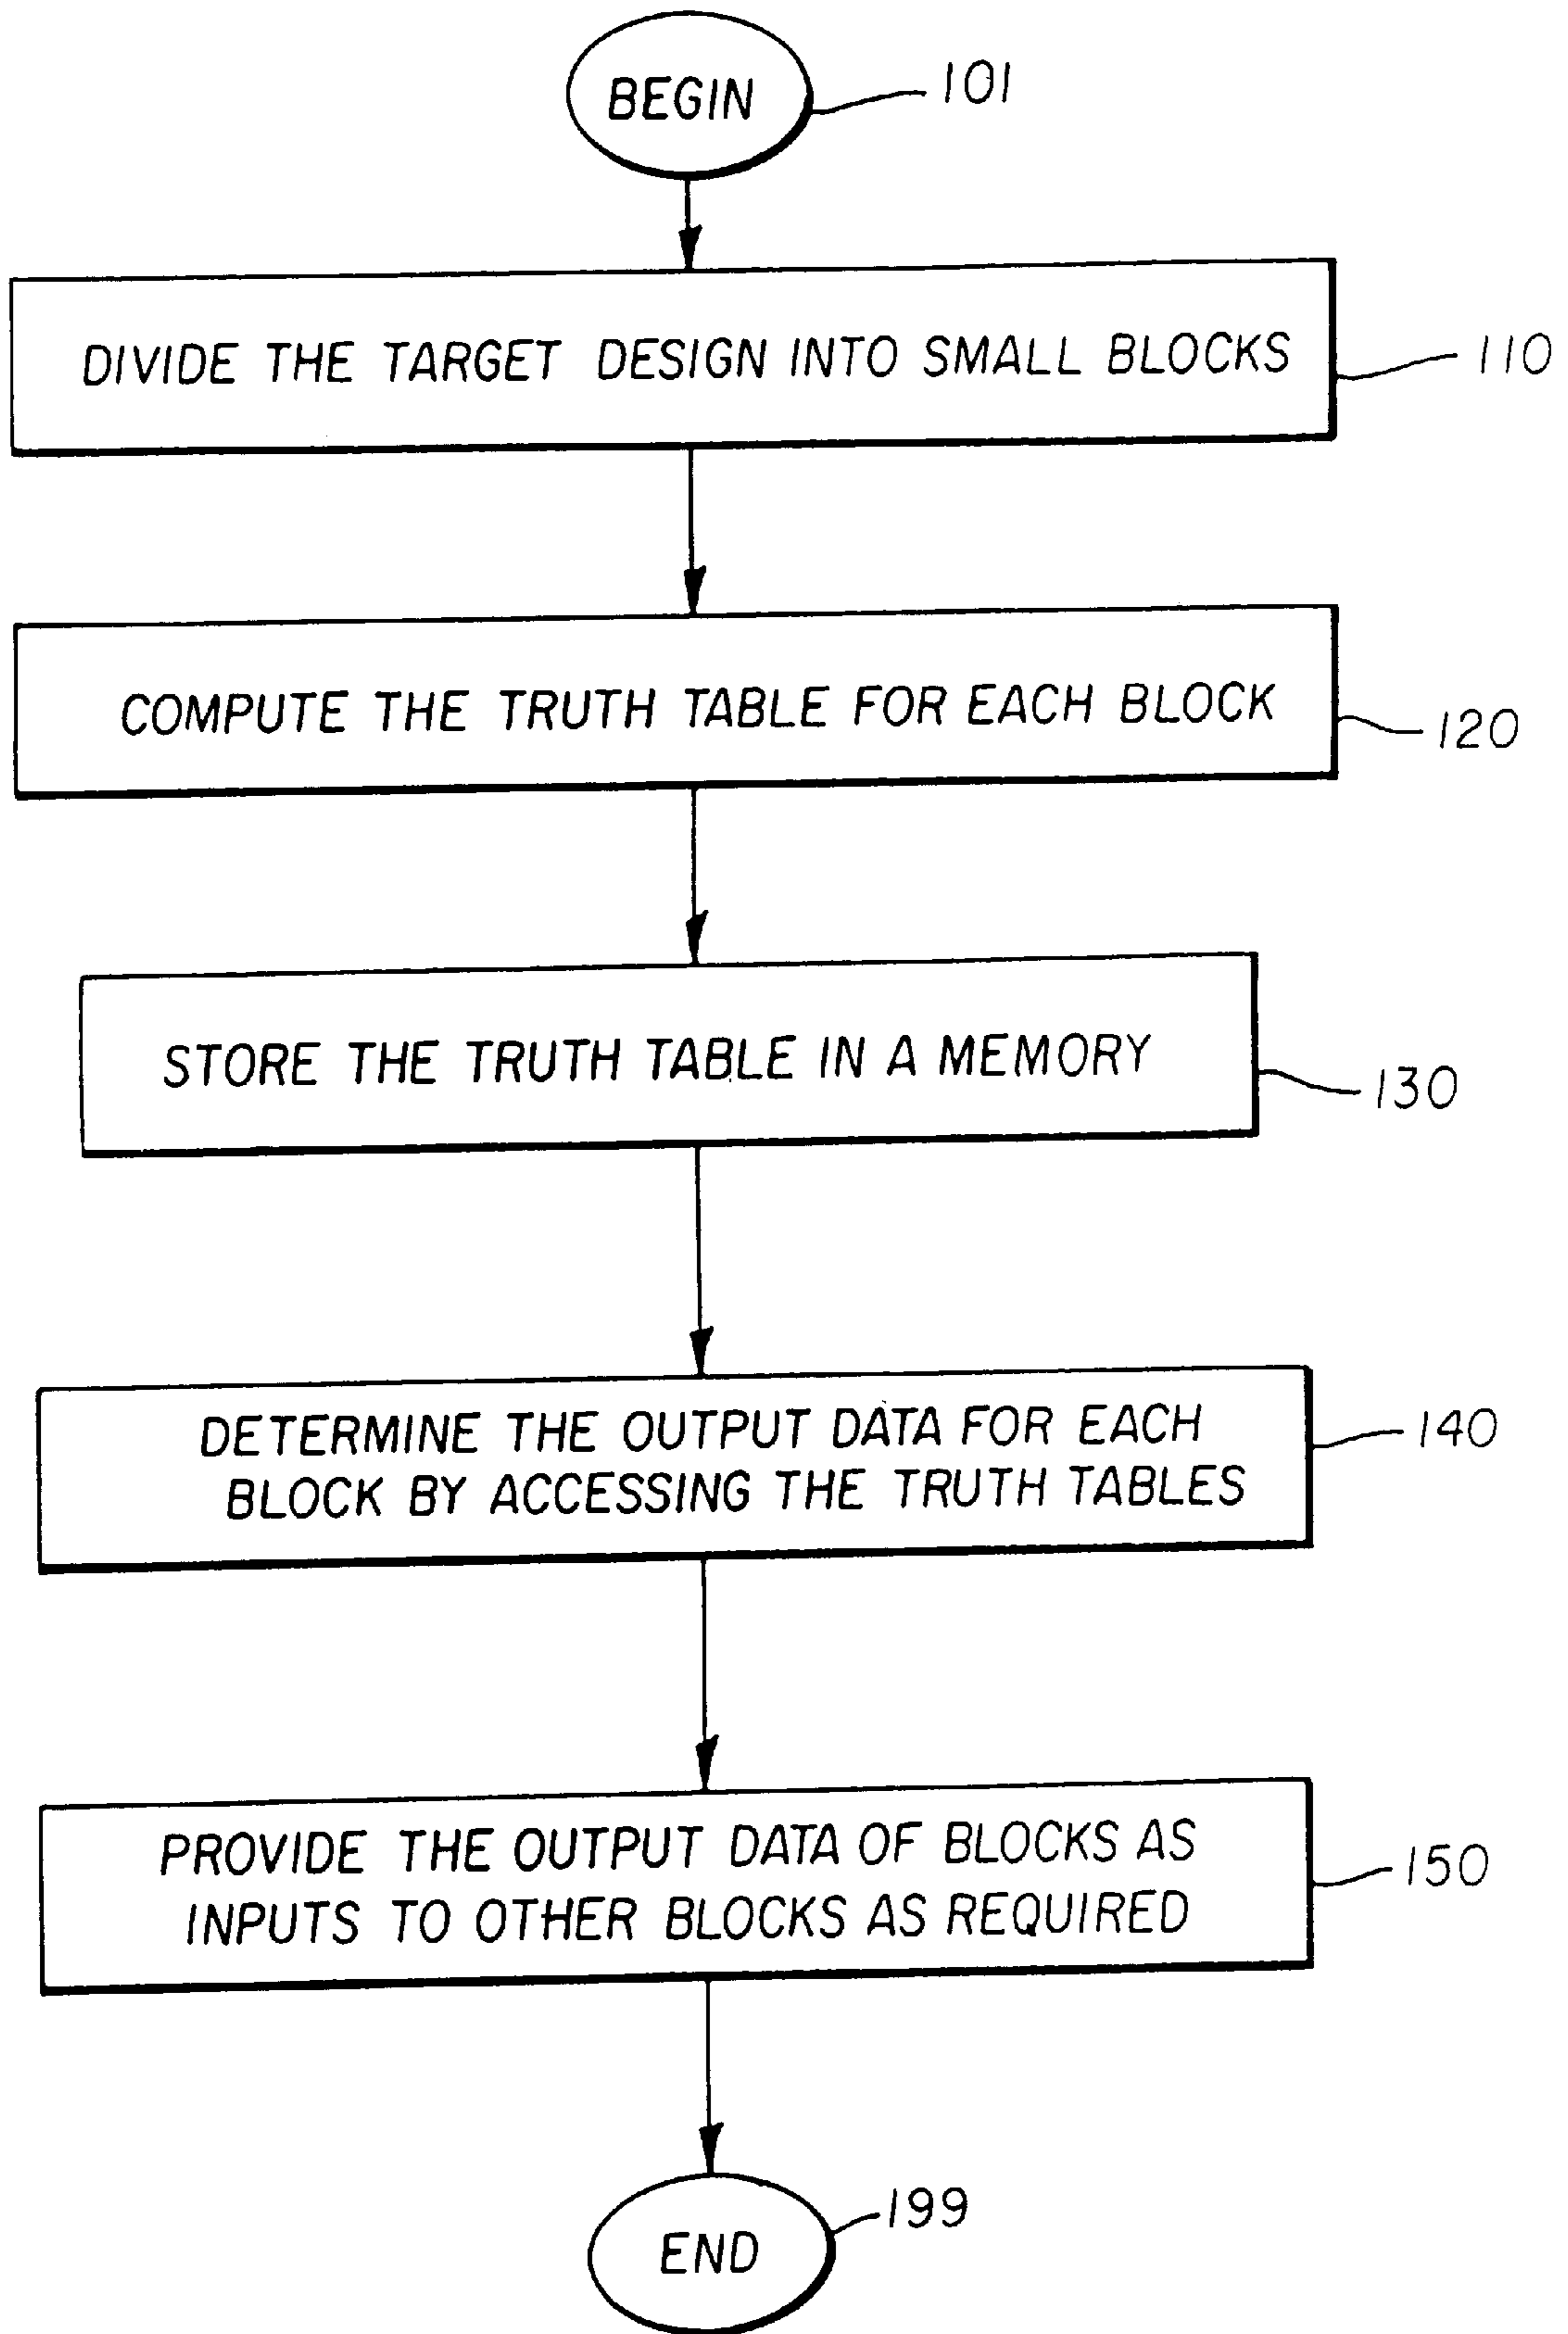 BEGIN
101
DIVIDE THE TARGET DESIGN INTO SMALL BLOCKS
110
COMPUTE THE TRUTH TABLE FOR EACH BLOCK
120
STORE THE TRUTH TABLE IN A MEMORY
130
DETERMINE THE OUTPUT DATA FOR EACH
BLOCK BY ACCESSING THE TRUTH TABLES
140
PROVIDE THE OUTPUT DATA OF BLOCKS AS
INPUTS TO OTHER BLOCKS AS REQUIRED
150
END
199